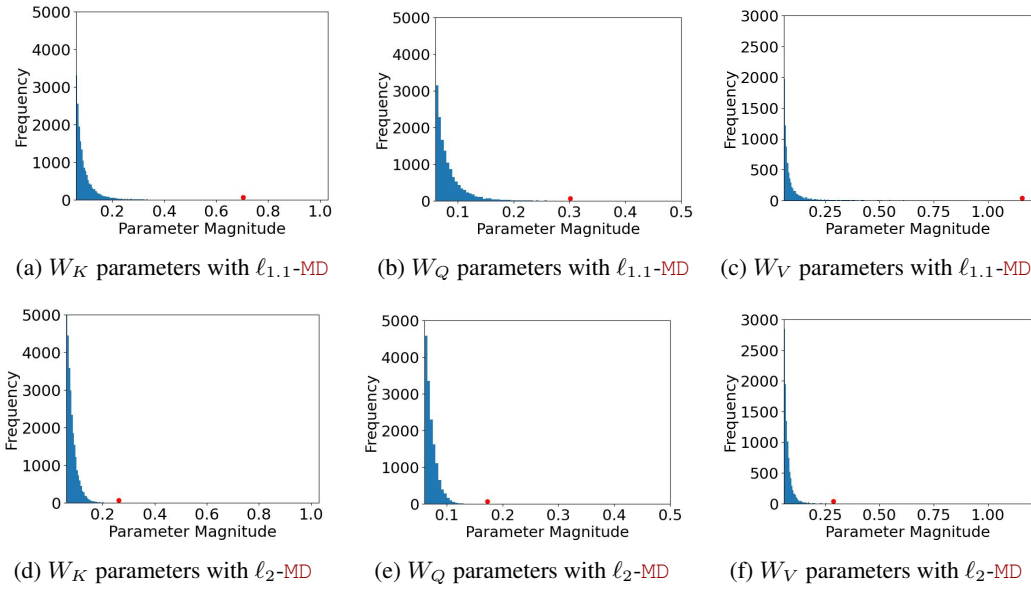 5000
4000
3000
2000
1000
0
Frequency
0.2 0.4 0.6 0.8 1.0
Parameter Magnitude
(a) W_K parameters with ℓ_{1.1}-MD
5000
4000
3000
2000
1000
0
Frequency
0.1 0.2 0.3 0.4 0.5
Parameter Magnitude
(b) W_Q parameters with ℓ_{1.1}-MD
3000
2500
2000
1500
1000
500
0
Frequency
0.25 0.50 0.75 1.00
Parameter Magnitude
(c) W_V parameters with ℓ_{1.1}-MD
5000
4000
3000
2000
1000
0
Frequency
0.2 0.4 0.6 0.8 1.0
Parameter Magnitude
(d) W_K parameters with ℓ_2-MD
5000
4000
3000
2000
1000
0
Frequency
0.1 0.2 0.3 0.4 0.5
Parameter Magnitude
(e) W_Q parameters with ℓ_2-MD
3000
2500
2000
1500
1000
500
0
Frequency
0.25 0.50 0.75 1.00
Parameter Magnitude
(f) W_V parameters with ℓ_2-MD